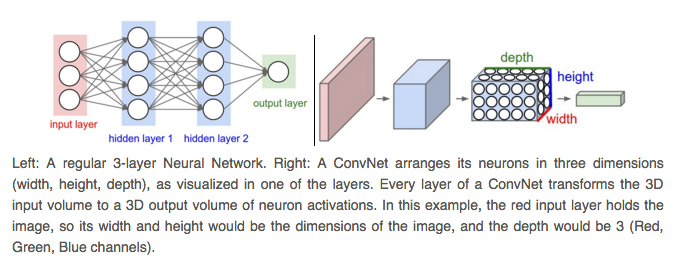 input layer
hidden layer 1
hidden layer 2
output layer
depth
height
width
Left: A regular 3-layer Neural Network. Right: A ConvNet arranges its neurons in three dimensions
(width, height, depth), as visualized in one of the layers. Every layer of a ConvNet transforms the 3D
input volume to a 3D output volume of neuron activations. In this example, the red input layer holds the
image, so its width and height would be the dimensions of the image, and the depth would be 3 (Red,
Green, Blue channels).